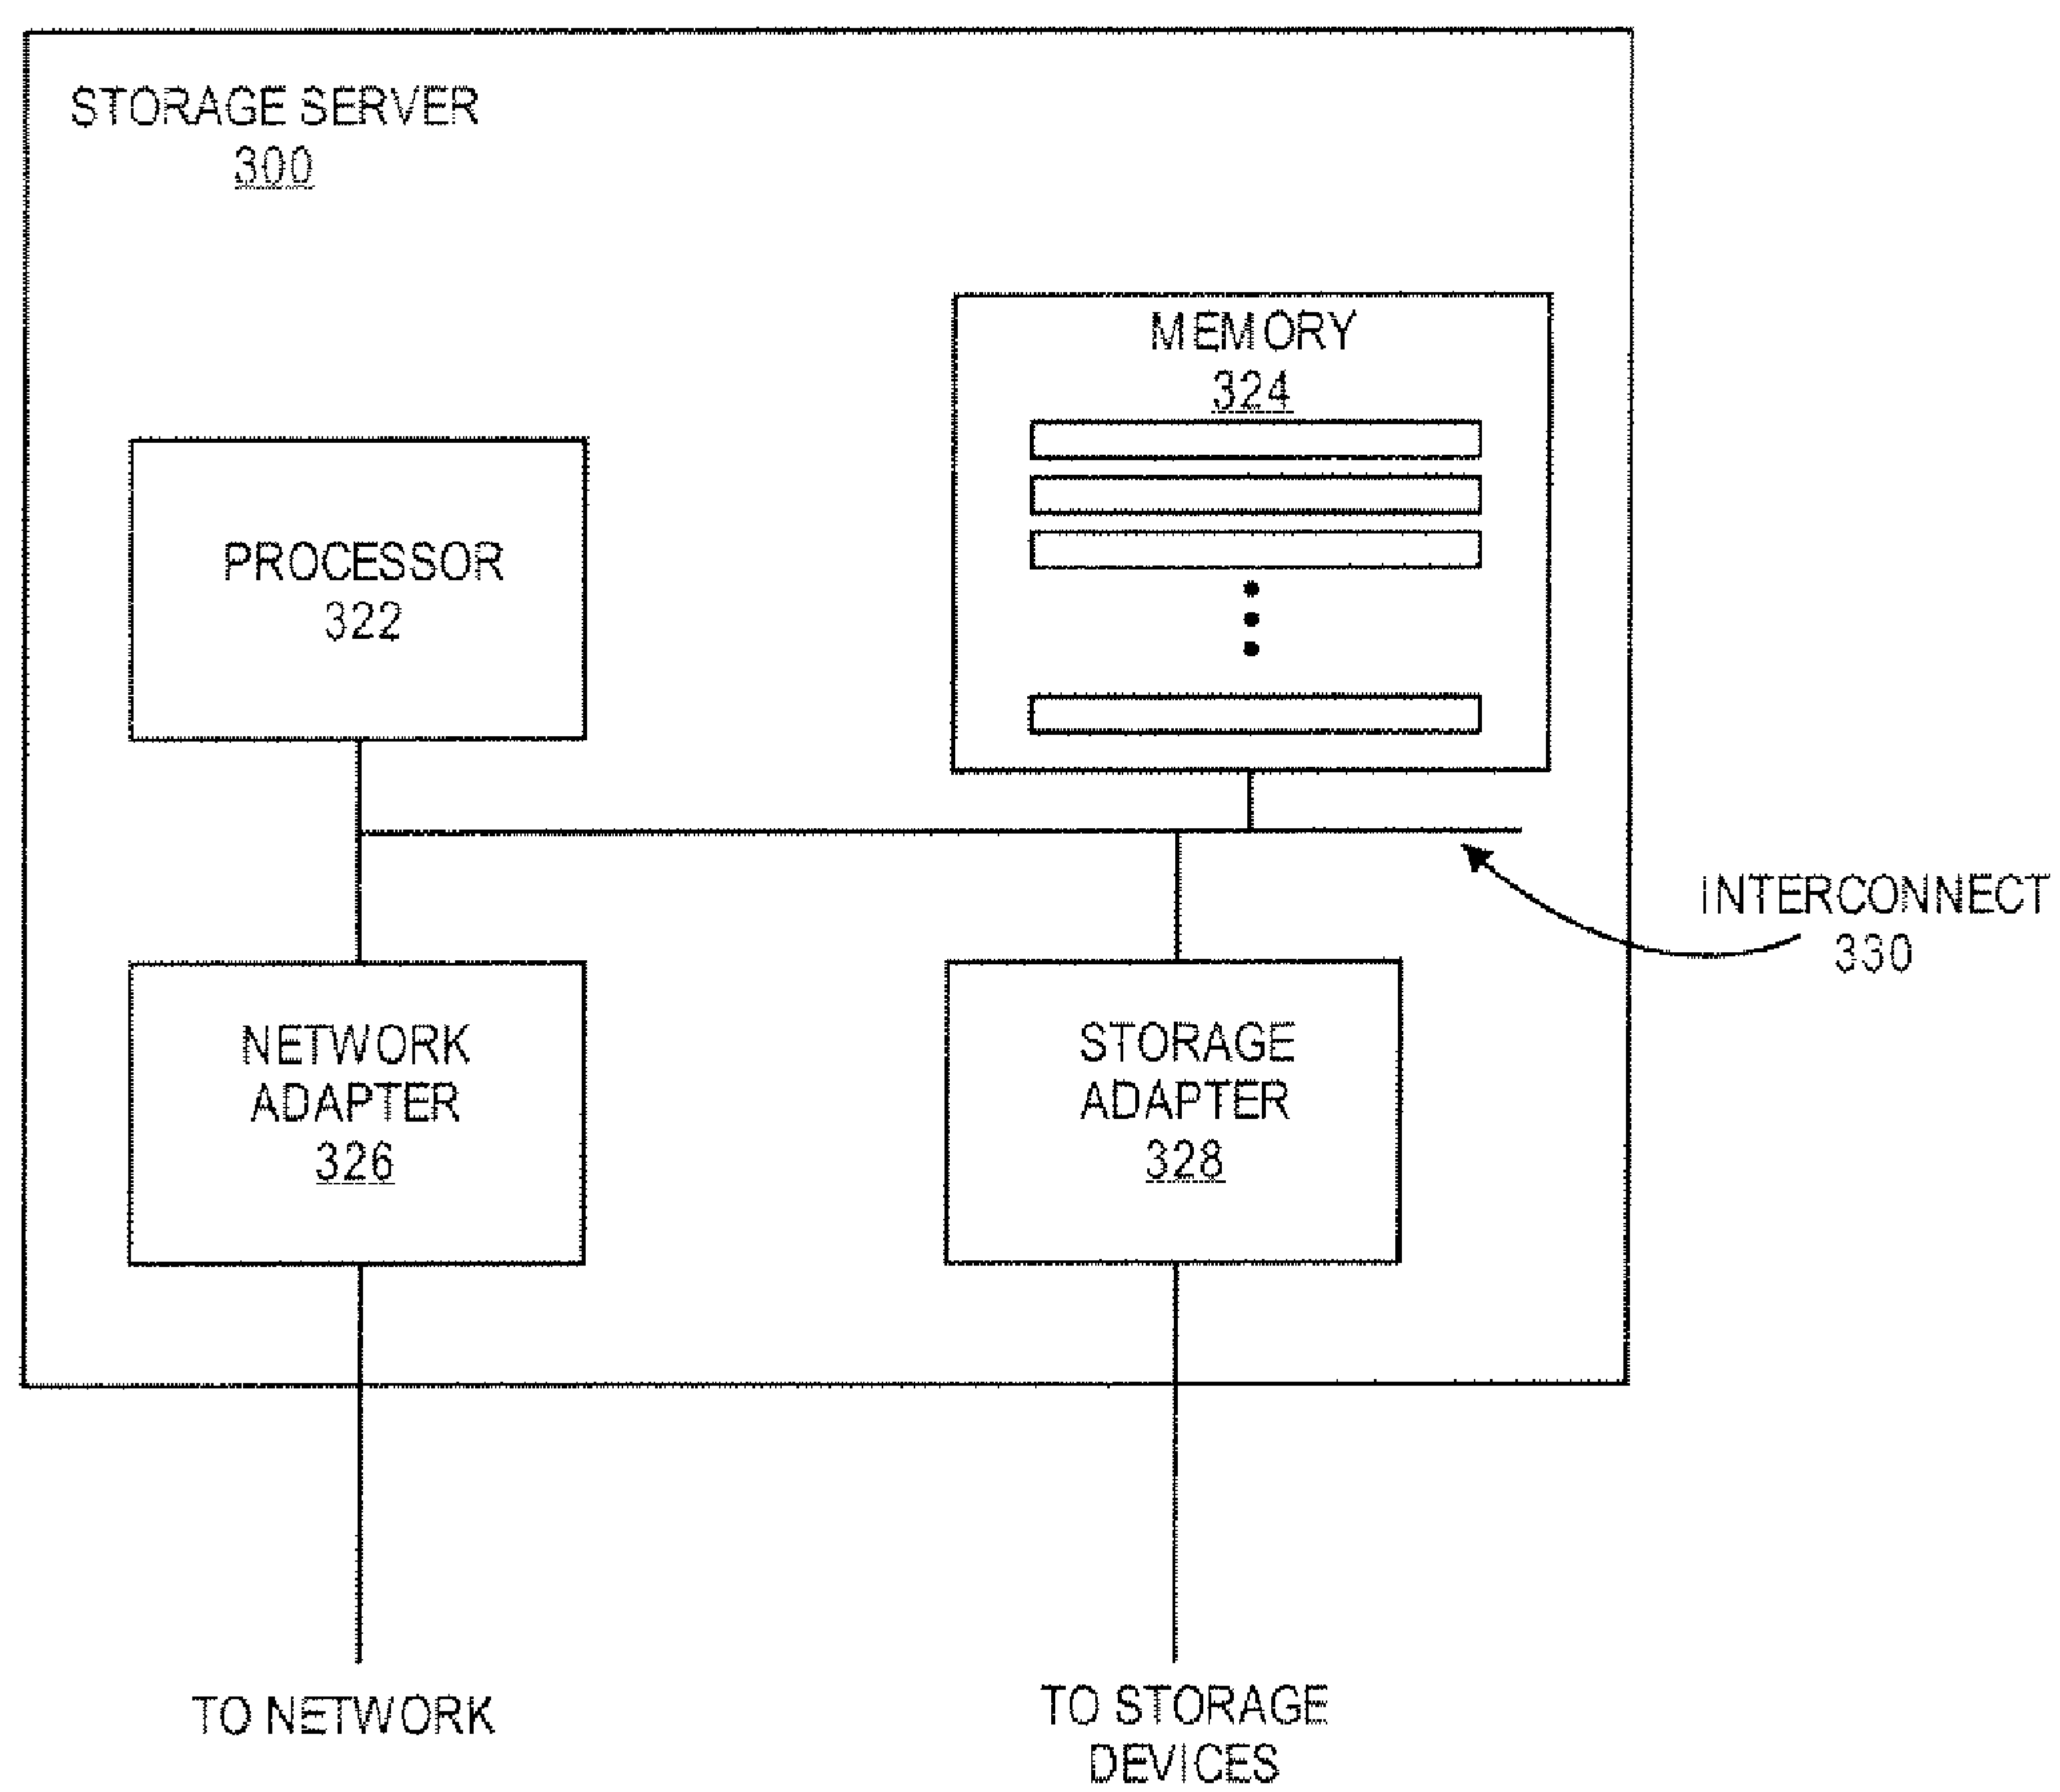 STORAGE SERVER
300
MEMORY
324
PROCESSOR
322
INTERCONNECT
330
NETWORK
ADAPTER
326
STORAGE
ADAPTER
328
TO NETWORK
TO STORAGE
DEVICES